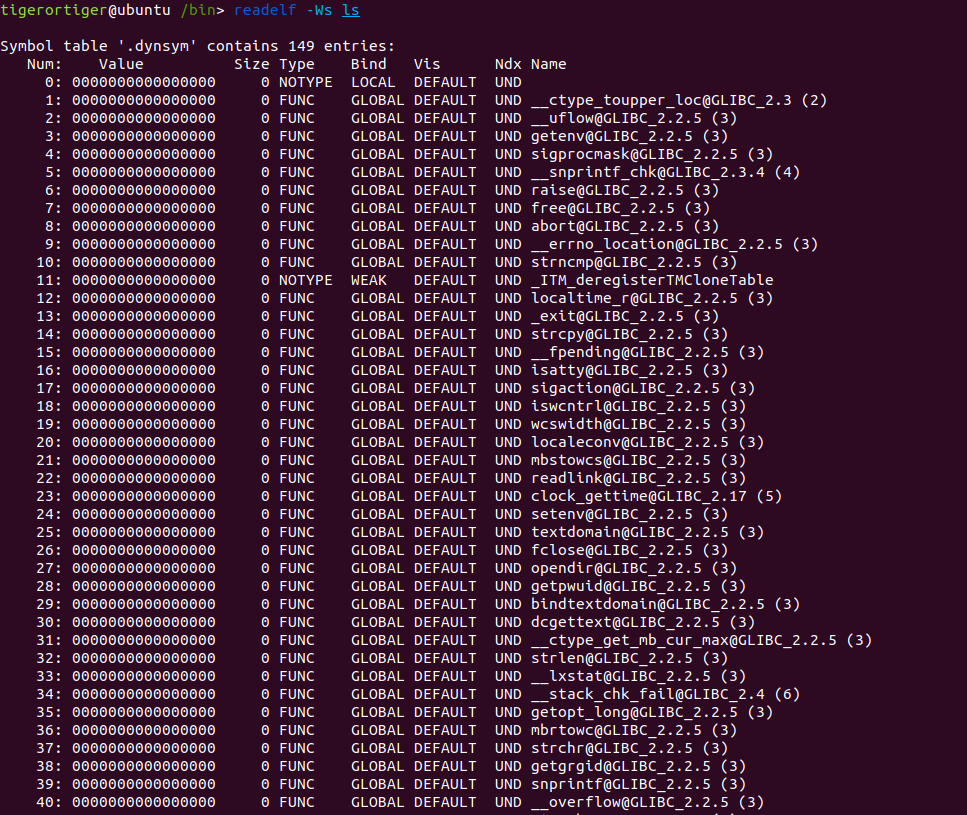 tigerortiger@ubuntu /bin> readelf -Ws ls
Symbol table '.dynsym' contains 149 entries:
   Num:    Value          Size Type    Bind   Vis      Ndx Name
     0: 0000000000000000     0 NOTYPE  LOCAL  DEFAULT  UND
     1: 0000000000000000     0 FUNC    GLOBAL DEFAULT  UND __ctype_toupper_loc@GLIBC_2.3 (2)
     2: 0000000000000000     0 FUNC    GLOBAL DEFAULT  UND __uflow@GLIBC_2.2.5 (3)
     3: 0000000000000000     0 FUNC    GLOBAL DEFAULT  UND getenv@GLIBC_2.2.5 (3)
     4: 0000000000000000     0 FUNC    GLOBAL DEFAULT  UND sigprocmask@GLIBC_2.2.5 (3)
     5: 0000000000000000     0 FUNC    GLOBAL DEFAULT  UND __snprintf_chk@GLIBC_2.3.4 (4)
     6: 0000000000000000     0 FUNC    GLOBAL DEFAULT  UND raise@GLIBC_2.2.5 (3)
     7: 0000000000000000     0 FUNC    GLOBAL DEFAULT  UND free@GLIBC_2.2.5 (3)
     8: 0000000000000000     0 FUNC    GLOBAL DEFAULT  UND abort@GLIBC_2.2.5 (3)
     9: 0000000000000000     0 FUNC    GLOBAL DEFAULT  UND __errno_location@GLIBC_2.2.5 (3)
    10: 0000000000000000     0 FUNC    GLOBAL DEFAULT  UND strncmp@GLIBC_2.2.5 (3)
    11: 0000000000000000     0 NOTYPE  WEAK   DEFAULT  UND _ITM_deregisterTMCloneTable
    12: 0000000000000000     0 FUNC    GLOBAL DEFAULT  UND localtime_r@GLIBC_2.2.5 (3)
    13: 0000000000000000     0 FUNC    GLOBAL DEFAULT  UND _exit@GLIBC_2.2.5 (3)
    14: 0000000000000000     0 FUNC    GLOBAL DEFAULT  UND strcpy@GLIBC_2.2.5 (3)
    15: 0000000000000000     0 FUNC    GLOBAL DEFAULT  UND __fpending@GLIBC_2.2.5 (3)
    16: 0000000000000000     0 FUNC    GLOBAL DEFAULT  UND isatty@GLIBC_2.2.5 (3)
    17: 0000000000000000     0 FUNC    GLOBAL DEFAULT  UND sigaction@GLIBC_2.2.5 (3)
    18: 0000000000000000     0 FUNC    GLOBAL DEFAULT  UND iswcntrl@GLIBC_2.2.5 (3)
    19: 0000000000000000     0 FUNC    GLOBAL DEFAULT  UND wcswidth@GLIBC_2.2.5 (3)
    20: 0000000000000000     0 FUNC    GLOBAL DEFAULT  UND localeconv@GLIBC_2.2.5 (3)
    21: 0000000000000000     0 FUNC    GLOBAL DEFAULT  UND mbstowcs@GLIBC_2.2.5 (3)
    22: 0000000000000000     0 FUNC    GLOBAL DEFAULT  UND readlink@GLIBC_2.2.5 (3)
    23: 0000000000000000     0 FUNC    GLOBAL DEFAULT  UND clock_gettime@GLIBC_2.17 (5)
    24: 0000000000000000     0 FUNC    GLOBAL DEFAULT  UND setenv@GLIBC_2.2.5 (3)
    25: 0000000000000000     0 FUNC    GLOBAL DEFAULT  UND textdomain@GLIBC_2.2.5 (3)
    26: 0000000000000000     0 FUNC    GLOBAL DEFAULT  UND fclose@GLIBC_2.2.5 (3)
    27: 0000000000000000     0 FUNC    GLOBAL DEFAULT  UND opendir@GLIBC_2.2.5 (3)
    28: 0000000000000000     0 FUNC    GLOBAL DEFAULT  UND getpwuid@GLIBC_2.2.5 (3)
    29: 0000000000000000     0 FUNC    GLOBAL DEFAULT  UND bindtextdomain@GLIBC_2.2.5 (3)
    30: 0000000000000000     0 FUNC    GLOBAL DEFAULT  UND dcgettext@GLIBC_2.2.5 (3)
    31: 0000000000000000     0 FUNC    GLOBAL DEFAULT  UND __ctype_get_mb_cur_max@GLIBC_2.2.5 (3)
    32: 0000000000000000     0 FUNC    GLOBAL DEFAULT  UND strlen@GLIBC_2.2.5 (3)
    33: 0000000000000000     0 FUNC    GLOBAL DEFAULT  UND __lxstat@GLIBC_2.2.5 (3)
    34: 0000000000000000     0 FUNC    GLOBAL DEFAULT  UND __stack_chk_fail@GLIBC_2.4 (6)
    35: 0000000000000000     0 FUNC    GLOBAL DEFAULT  UND getopt_long@GLIBC_2.2.5 (3)
    36: 0000000000000000     0 FUNC    GLOBAL DEFAULT  UND mbrtowc@GLIBC_2.2.5 (3)
    37: 0000000000000000     0 FUNC    GLOBAL DEFAULT  UND strchr@GLIBC_2.2.5 (3)
    38: 0000000000000000     0 FUNC    GLOBAL DEFAULT  UND getgrgid@GLIBC_2.2.5 (3)
    39: 0000000000000000     0 FUNC    GLOBAL DEFAULT  UND snprintf@GLIBC_2.2.5 (3)
    40: 0000000000000000     0 FUNC    GLOBAL DEFAULT  UND __overflow@GLIBC_2.2.5 (3)